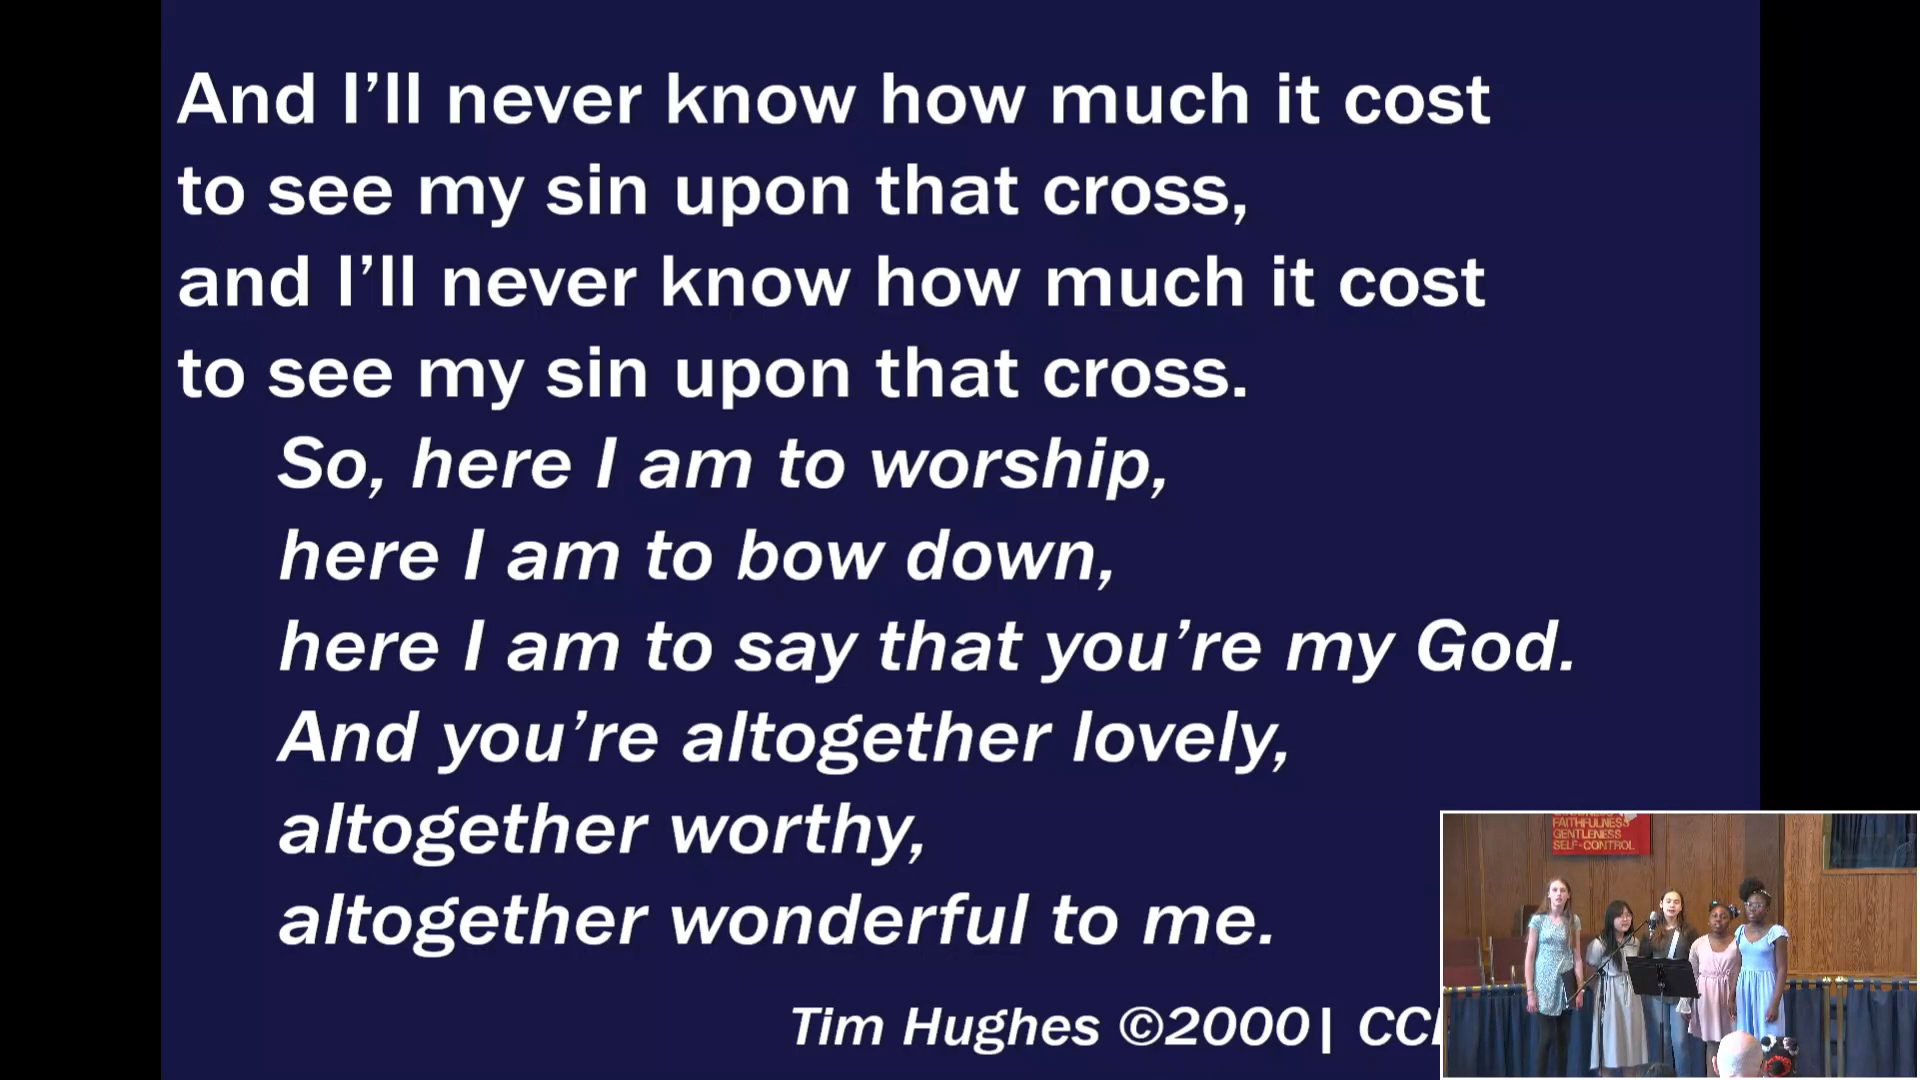 And I’ll never know how much it cost
to see my sin upon that cross,
and I’ll never know how much it cost
to see my sin upon that cross.
So, here I am to worship,
here I am to bow down,
here I am to say that you’re my God.
And you’re altogether lovely,
altogether worthy,
altogether wonderful to me.
Tim Hughes ©2000| CC
FAITHFULNESS
GENTLENESS
SELF-CONTROL